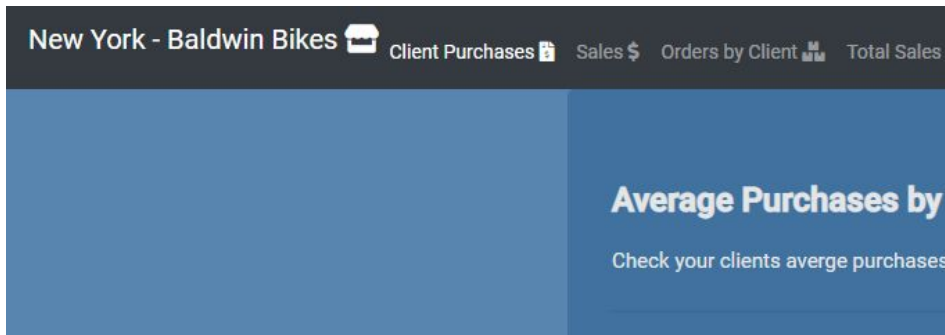 New York - Baldwin Bikes Client Purchases Sales $ Orders by Client Total Sales
Average Purchases by
Check your clients averge purchases